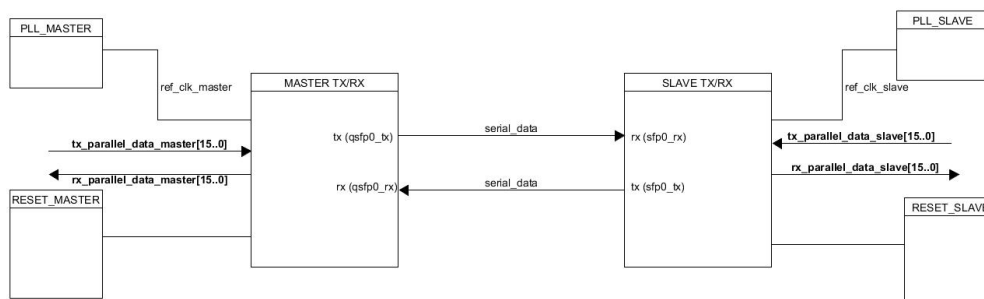 PLL_MASTER
PLL_SLAVE
ref_clk_master
MASTER TX/RX
SLAVE TX/RX
ref_clk_slave
tx (qsfp0_tx)
serial_data
rx (sfp0_rx)
tx_parallel_data_master[15..0]
tx_parallel_data_slave[15..0]
rx_parallel_data_master[15..0]
rx (qsfp0_rx)
serial_data
tx (sfp0_tx)
rx_parallel_data_slave[15..0]
RESET_MASTER
RESET_SLAVE